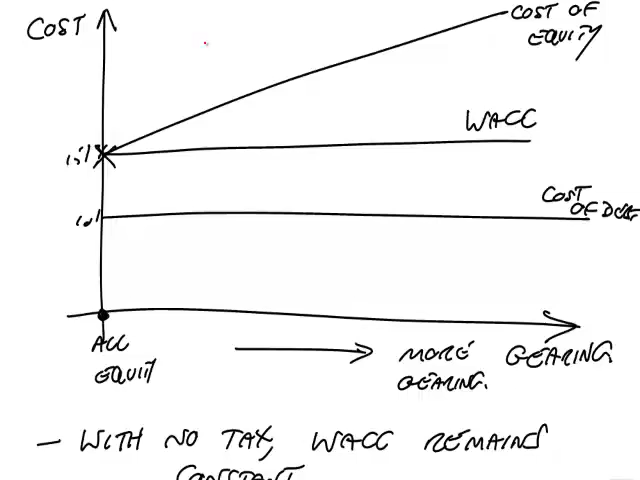 COST
COST OF
EQUITY
WACC
15%
COST
OF DEBT
10%
ALL
EQUITY
MORE
GEARING.
GEARING
- WITH NO TAX, WACC REMAINS
CONSTANT